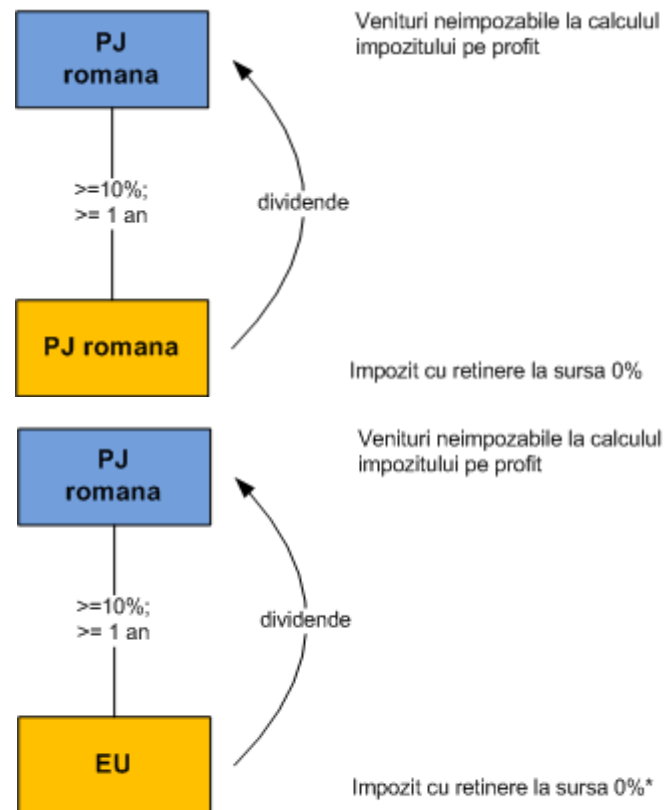 PJ
romana
Venituri neimpozabile la calculul
impozitului pe profit
>=10%;
>= 1 an
dividende
PJ romana
Impozit cu retinere la sursa 0%
PJ
romana
Venituri neimpozabile la calculul
impozitului pe profit
>=10%;
>= 1 an
dividende
EU
Impozit cu retinere la sursa 0%*